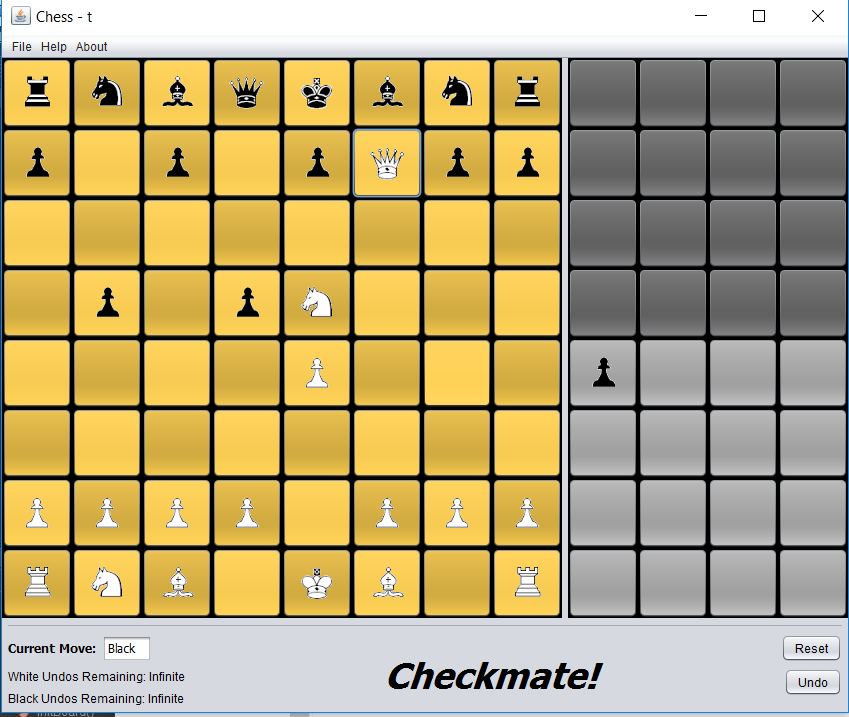 Chess - t
File Help About
Current Move: Black
White Undos Remaining: Infinite
Black Undos Remaining: Infinite
Checkmate!
Reset
Undo